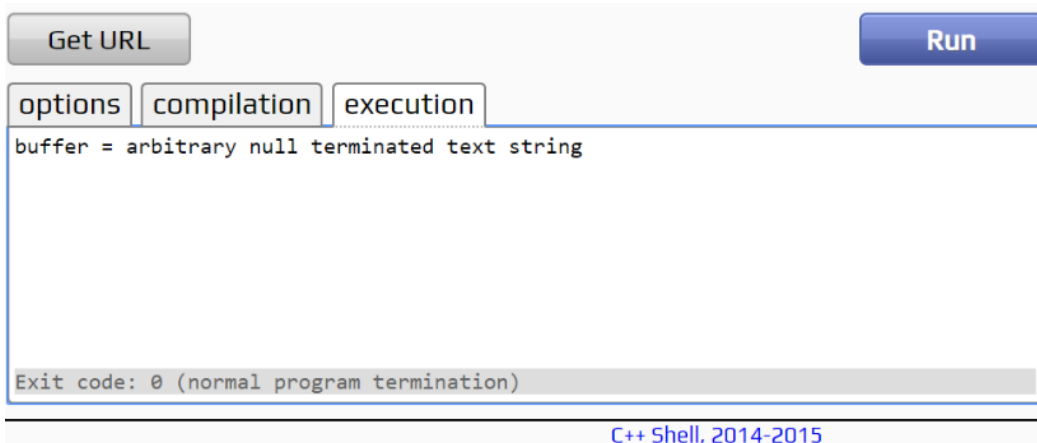 Get URL Run
options compilation execution
buffer = arbitrary null terminated text string
Exit code: 0 (normal program termination)
C++ Shell, 2014-2015